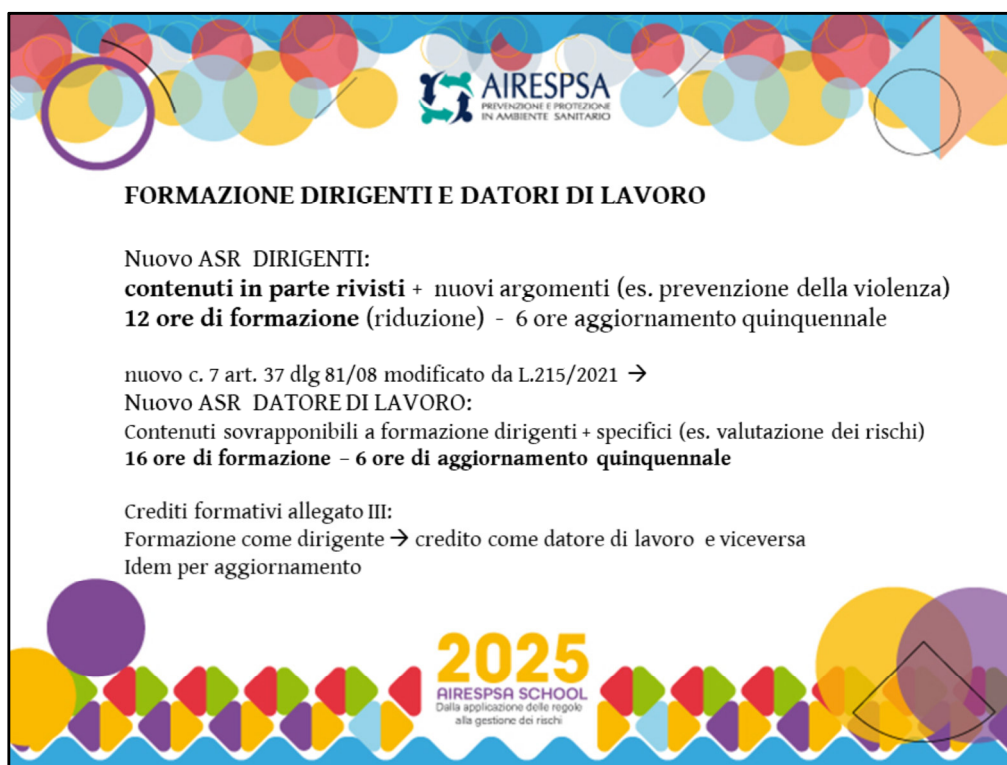 AIRESPSA
PREVENZIONE E PROTEZIONE
IN AMBIENTE SANITARIO
FORMAZIONE DIRIGENTI E DATORI DI LAVORO
Nuovo ASR DIRIGENTI:
contenuti in parte rivisti + nuovi argomenti (es. prevenzione della violenza)
12 ore di formazione (riduzione) - 6 ore aggiornamento quinquennale
nuovo c. 7 art. 37 dlg 81/08 modificato da L.215/2021 →
Nuovo ASR DATORE DI LAVORO:
Contenuti sovrapponibili a formazione dirigenti + specifici (es. valutazione dei rischi)
16 ore di formazione – 6 ore di aggiornamento quinquennale
Crediti formativi allegato III:
Formazione come dirigente → credito come datore di lavoro e viceversa
Idem per aggiornamento
2025
AIRESPSA SCHOOL
Dalla applicazione delle regole
alla gestione dei rischi